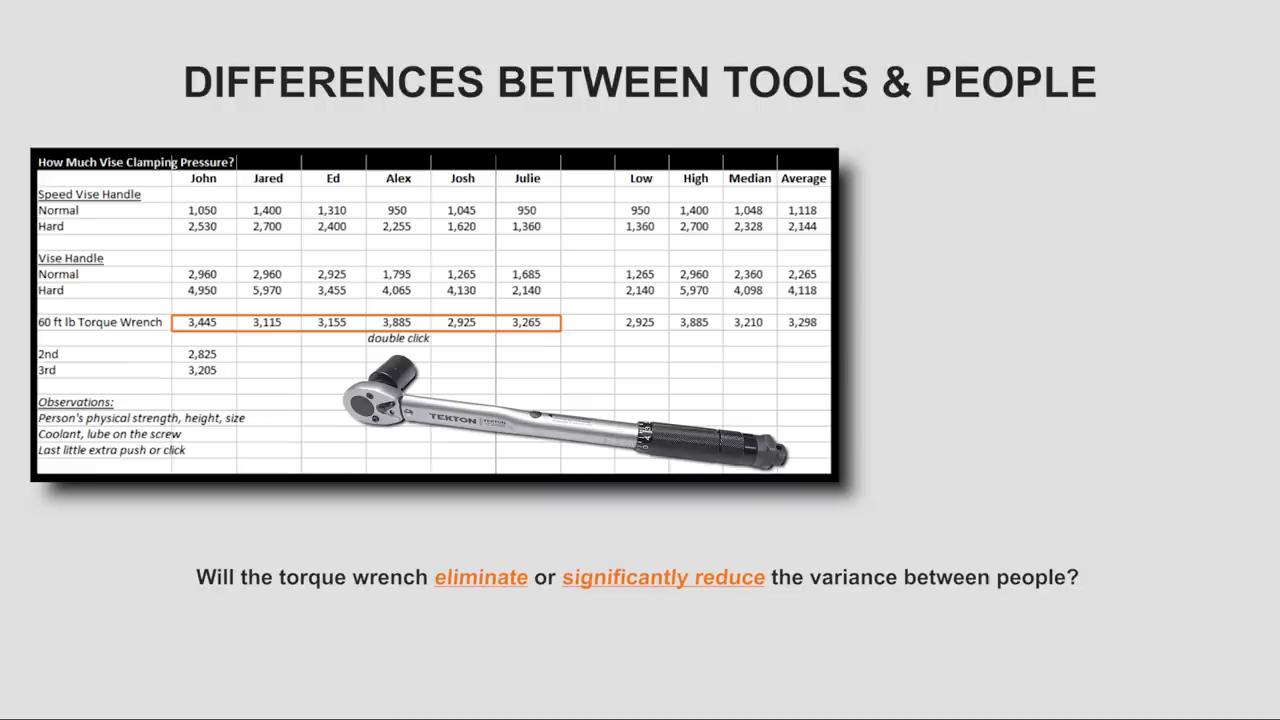 DIFFERENCES BETWEEN TOOLS & PEOPLE
How Much Vise Clamping Pressure?
John Jared Ed Alex Josh Julie Low High Median Average
Speed Vise Handle
Normal 1,050 1,400 1,310 950 1,045 950 950 1,400 1,048 1,118
Hard 2,530 2,700 2,400 2,255 1,620 1,360 1,360 2,700 2,328 2,144
Vise Handle
Normal 2,960 2,960 2,925 1,795 1,265 1,685 1,265 2,960 2,360 2,265
Hard 4,950 5,970 3,455 4,065 4,130 2,140 2,140 5,970 4,098 4,118
60 ft lb Torque Wrench 3,445 3,115 3,155 3,885 2,925 3,265 2,925 3,885 3,210 3,298
double click
2nd 2,825
3rd 3,205
Observations:
Person's physical strength, height, size
Coolant, lube on the screw
Last little extra push or click
TEKTON
Will the torque wrench eliminate or significantly reduce the variance between people?